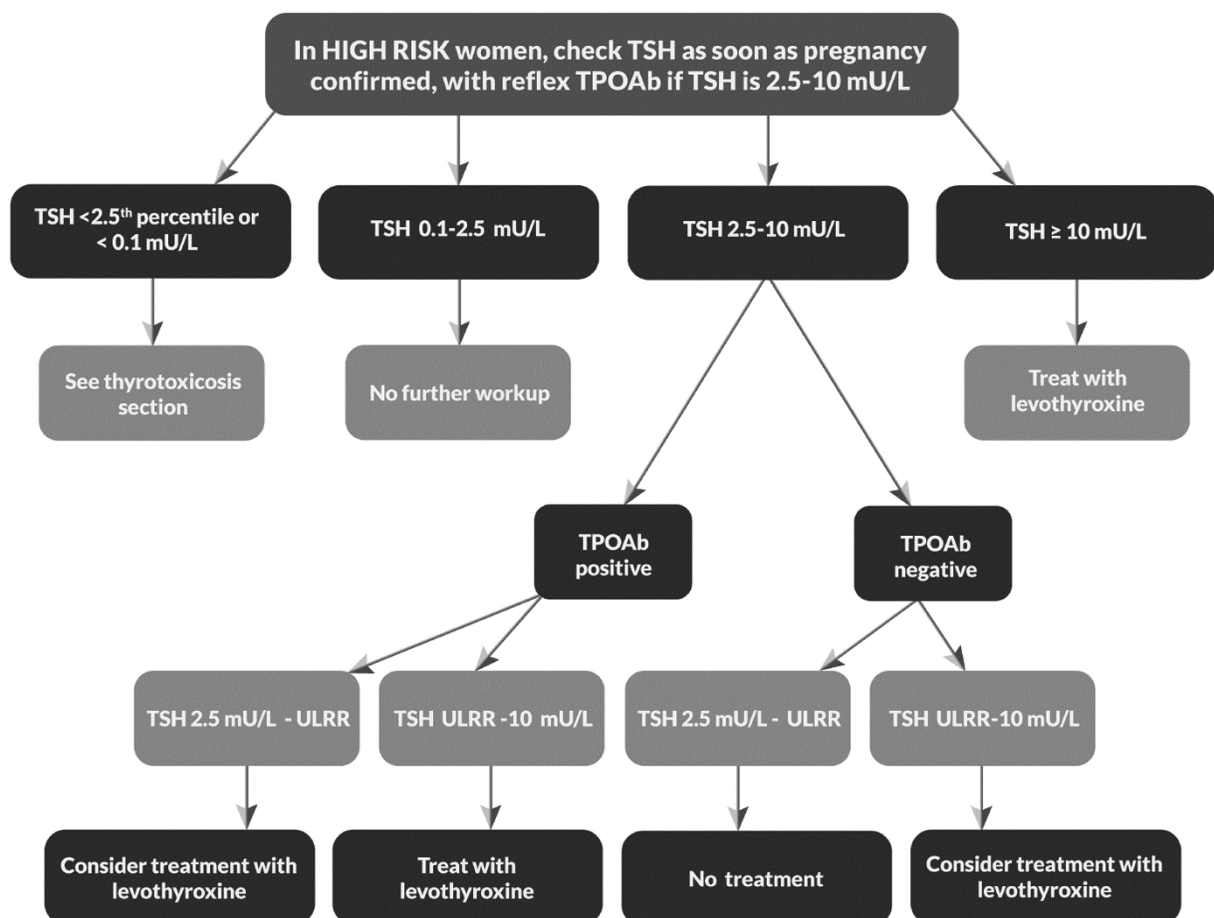 In HIGH RISK women, check TSH as soon as pregnancy
confirmed, with reflex TPOAb if TSH is 2.5-10 mU/L
TSH <2.5th percentile or
< 0.1 mU/L
TSH 0.1-2.5 mU/L
TSH 2.5-10 mU/L
TSH ≥ 10 mU/L
See thyrotoxicosis
section
No further workup
Treat with
levothyroxine
TPOAb
positive
TPOAb
negative
TSH 2.5 mU/L - ULRR
TSH ULRR -10 mU/L
TSH 2.5 mU/L - ULRR
TSH ULRR-10 mU/L
Consider treatment with
levothyroxine
Treat with
levothyroxine
No treatment
Consider treatment with
levothyroxine